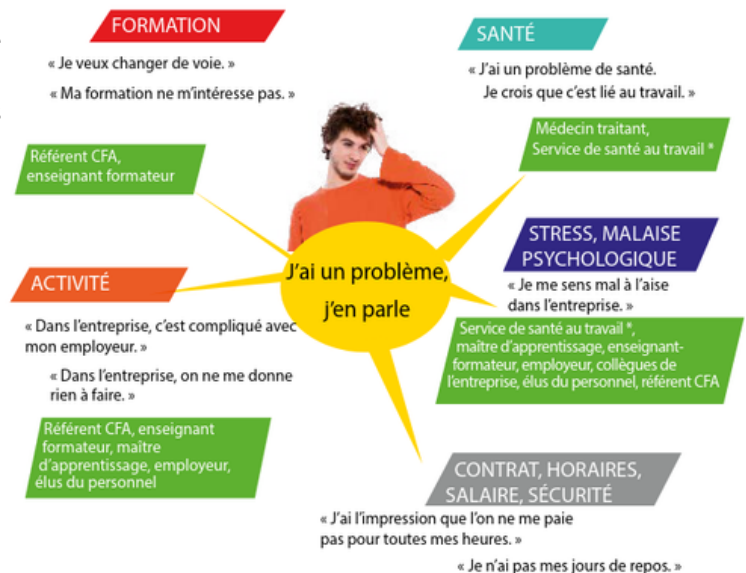 FORMATION
« Je veux changer de voie. »
« Ma formation ne m'intéresse pas. »
Référent CFA,
enseignant formateur
SANTÉ
« J'ai un problème de santé.
Je crois que c'est lié au travail. »
Médecin traitant,
Service de santé au travail *
J'ai un problème,
j'en parle
ACTIVITÉ
« Dans l'entreprise, c'est compliqué avec
mon employeur. »
« Dans l'entreprise, on ne me donne
rien à faire. »
Référent CFA, enseignant
formateur, maître
d'apprentissage, employeur,
élus du personnel
STRESS, MALAISE
PSYCHOLOGIQUE
« Je me sens mal à l'aise
dans l'entreprise. »
Service de santé au travail *,
maître d'apprentissage, enseignant-
formateur, employeur, collègues de
l'entreprise, élus du personnel, référent CFA
CONTRAT, HORAIRES,
SALAIRE, SÉCURITÉ
« J'ai l'impression que l'on ne me paie
pas pour toutes mes heures. »
« Je n'ai pas mes jours de repos. »